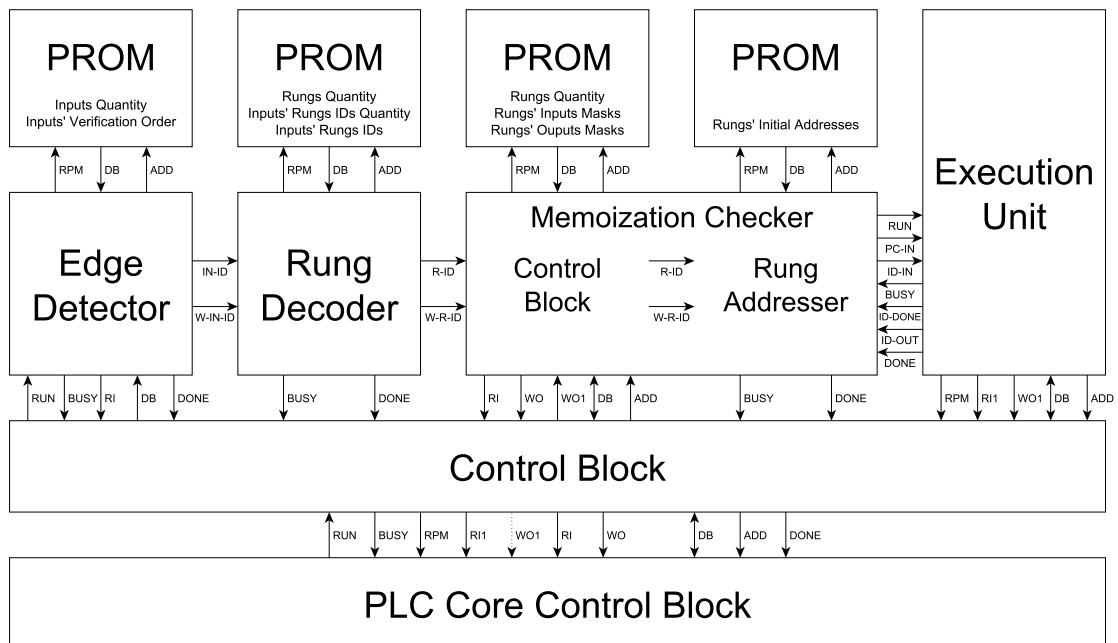 PROM
Inputs Quantity
Inputs' Verification Order
PROM
Rungs Quantity
Inputs' Rungs IDs Quantity
Inputs' Rungs IDs
PROM
Rungs Quantity
Rungs' Inputs Masks
Rungs' Ouputs Masks
PROM
Rungs' Initial Addresses
Execution
Unit
RPM
DB
ADD
RPM
DB
ADD
RPM
DB
ADD
RPM
DB
ADD
Edge
Detector
IN-ID
W-IN-ID
Rung
Decoder
R-ID
W-R-ID
Memoization Checker
Control
Block
R-ID
W-R-ID
Rung
Addresser
RUN
PC-IN
ID-IN
BUSY
ID-DONE
ID-OUT
DONE
RUN
BUSY
RI
DB
DONE
BUSY
DONE
RI
WO
WO1
DB
ADD
BUSY
DONE
RPM
RI1
WO1
DB
ADD
Control Block
RUN
BUSY
RPM
RI1
WO1
RI
WO
DB
ADD
DONE
PLC Core Control Block